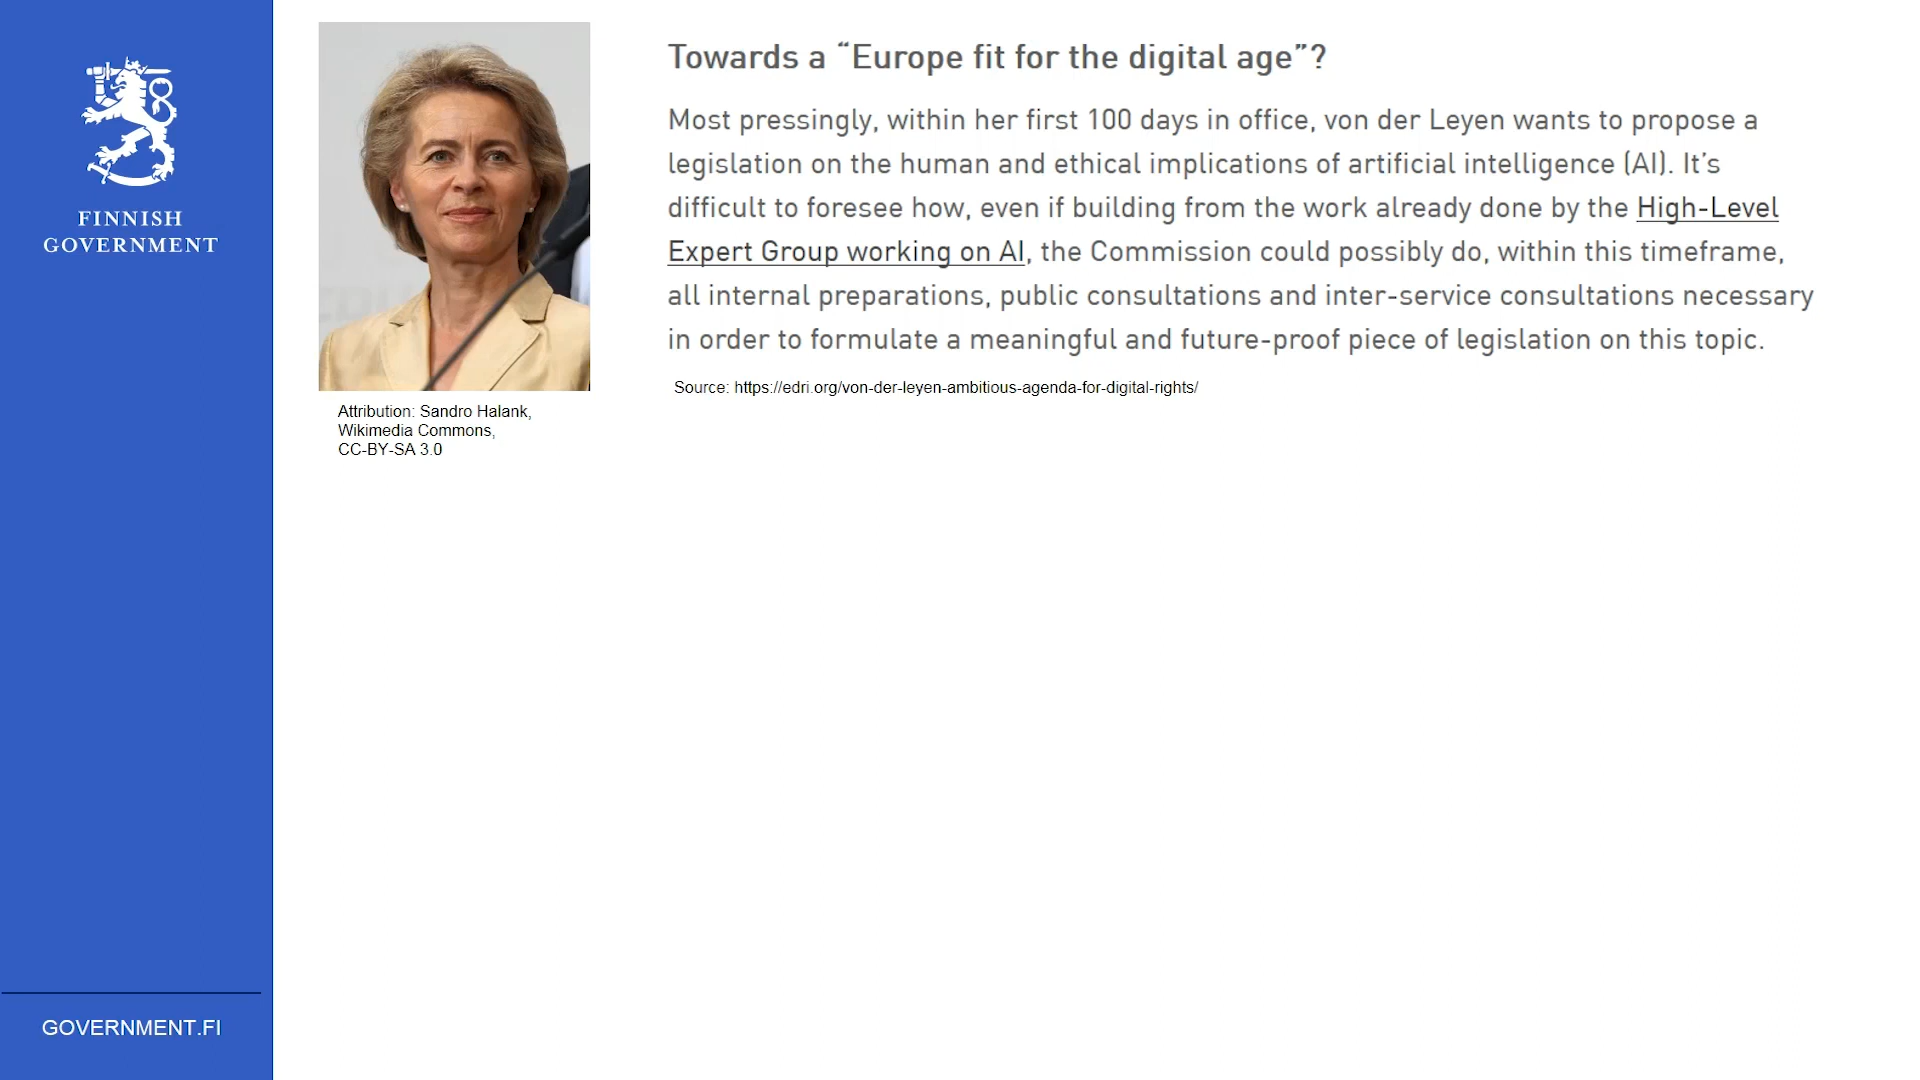 FINNISH
GOVERNMENT
Towards a “Europe fit for the digital age”?
Most pressingly, within her first 100 days in office, von der Leyen wants to propose a
legislation on the human and ethical implications of artificial intelligence (AI). It’s
difficult to foresee how, even if building from the work already done by the High-Level
Expert Group working on AI, the Commission could possibly do, within this timeframe,
all internal preparations, public consultations and inter-service consultations necessary
in order to formulate a meaningful and future-proof piece of legislation on this topic.
Source: https://edri.org/von-der-leyen-ambitious-agenda-for-digital-rights/
Attribution: Sandro Halank,
Wikimedia Commons,
CC-BY-SA 3.0
GOVERNMENT.FI